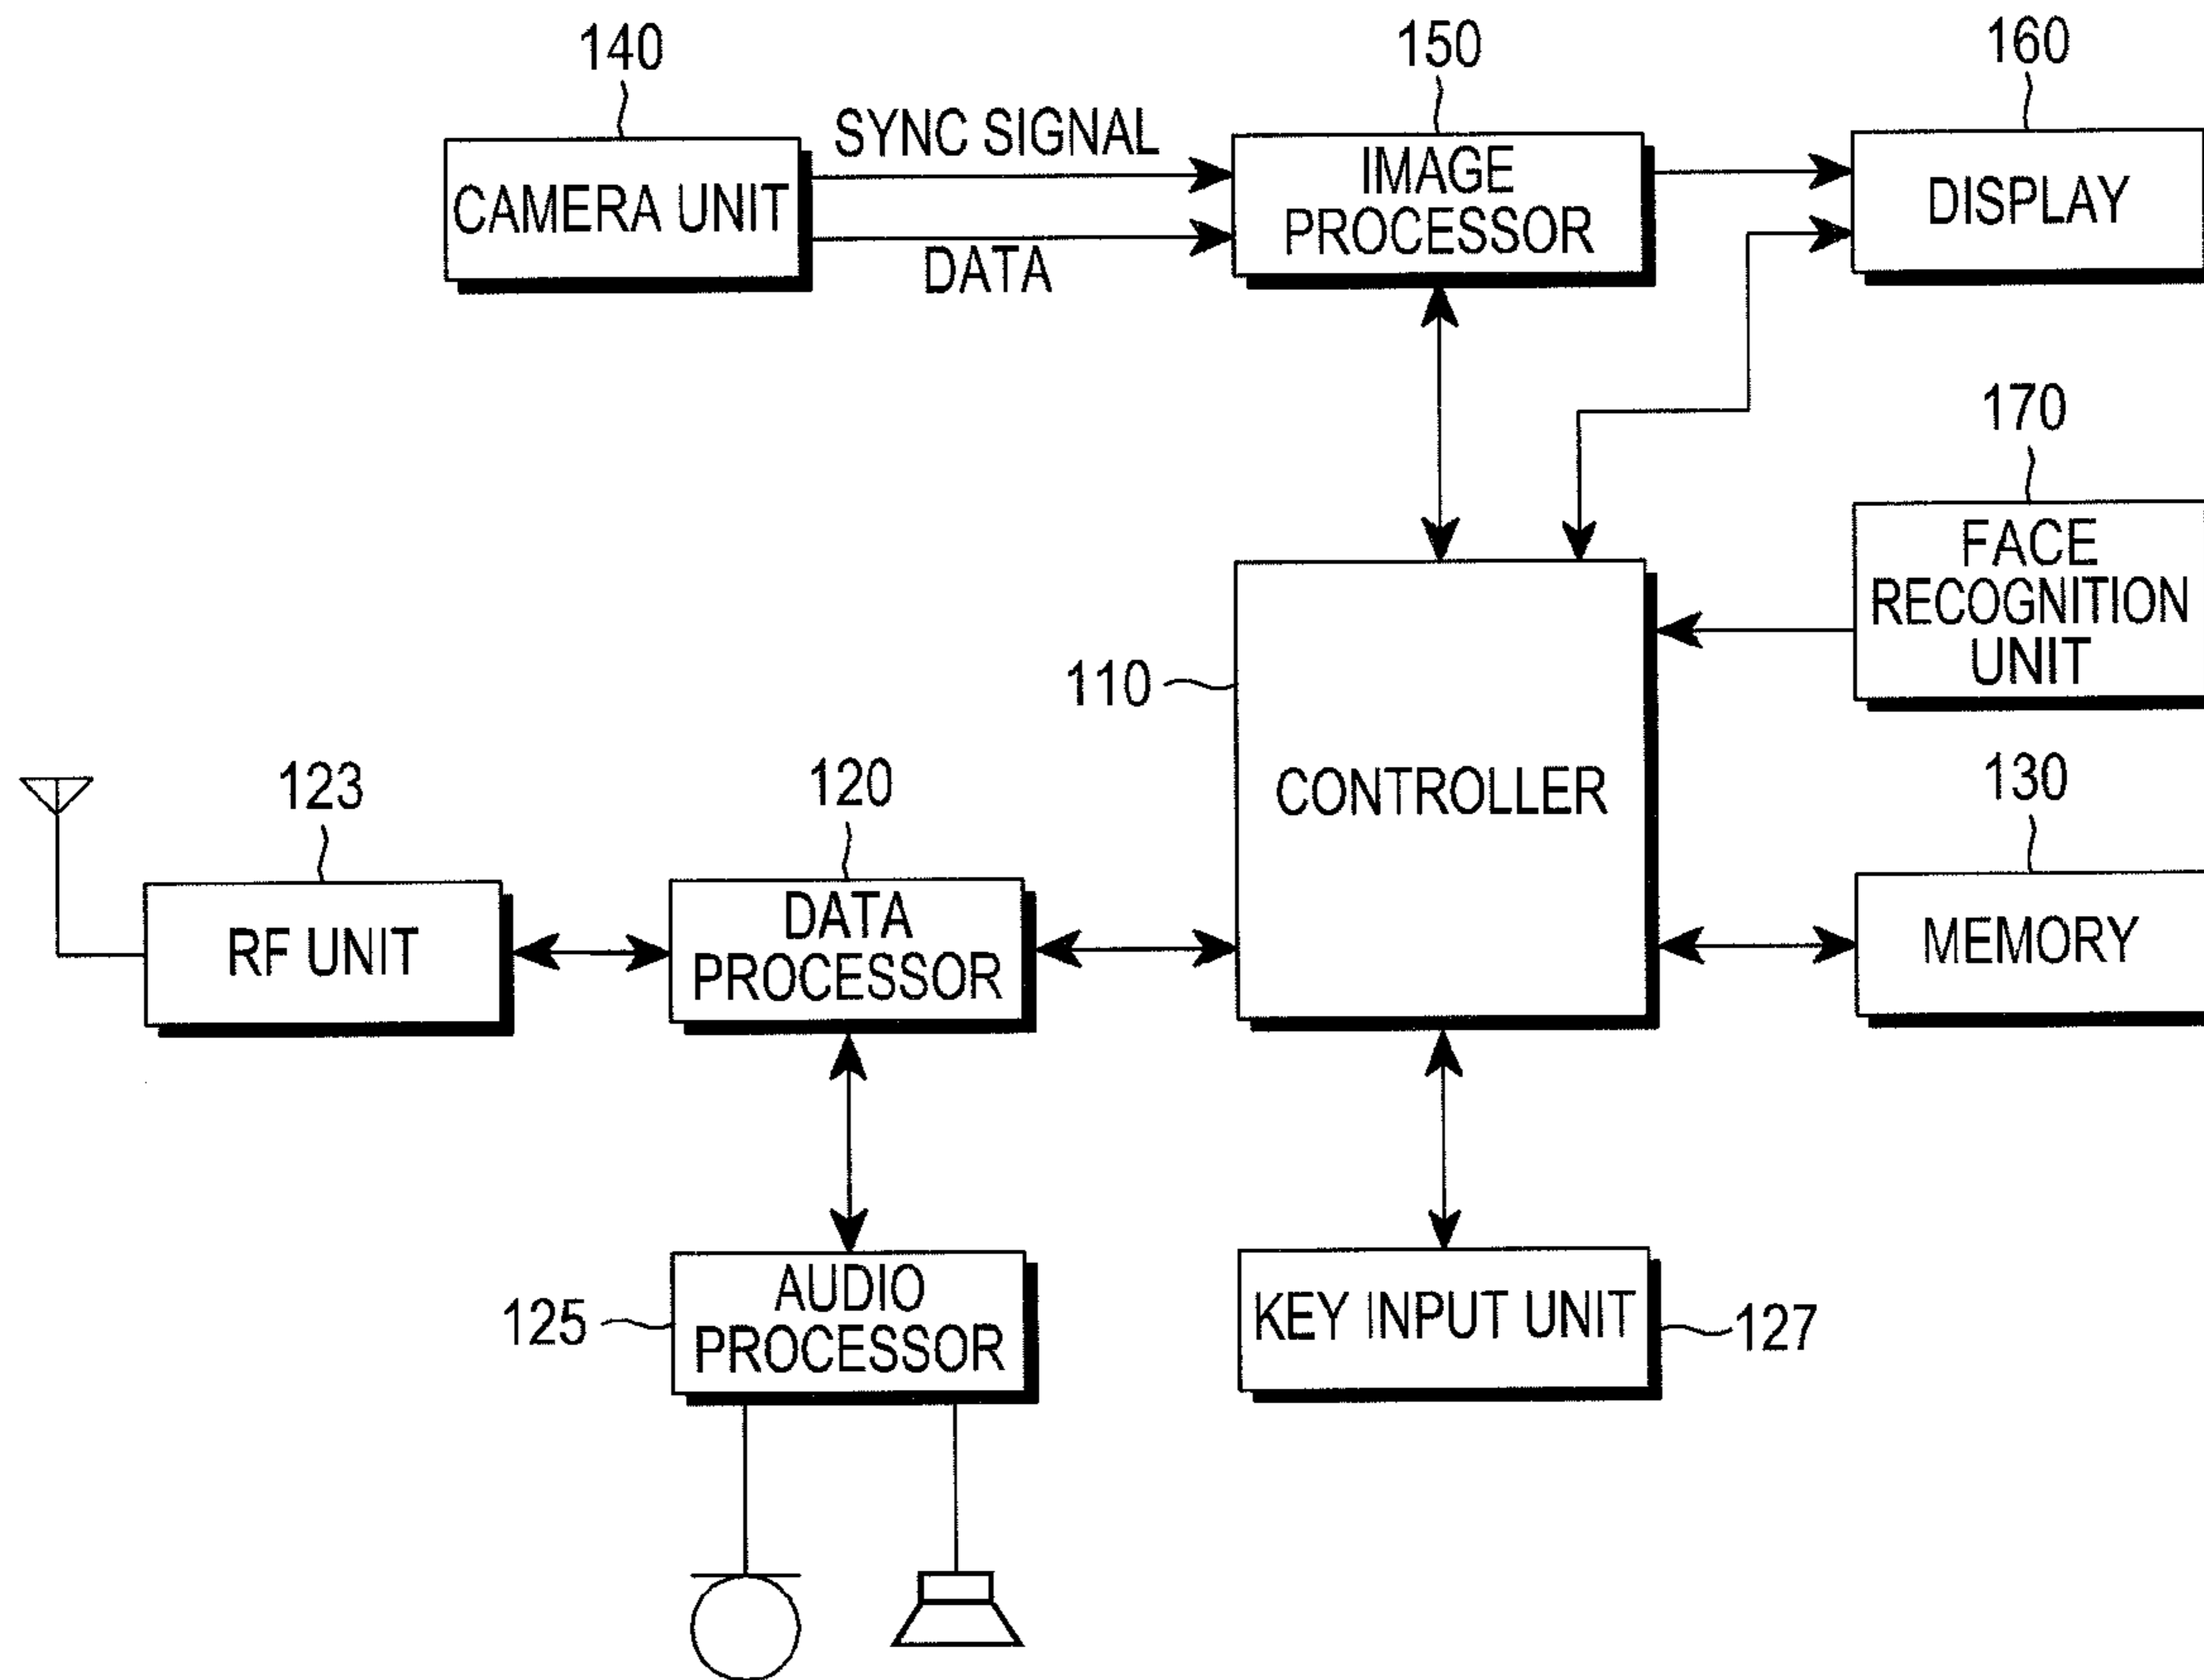 140
150
160
SYNC SIGNAL
CAMERA UNIT
DATA
IMAGE
PROCESSOR
DISPLAY
170
FACE
RECOGNITION
UNIT
110
CONTROLLER
123
120
130
RF UNIT
DATA
PROCESSOR
MEMORY
125
AUDIO
PROCESSOR
KEY INPUT UNIT
127